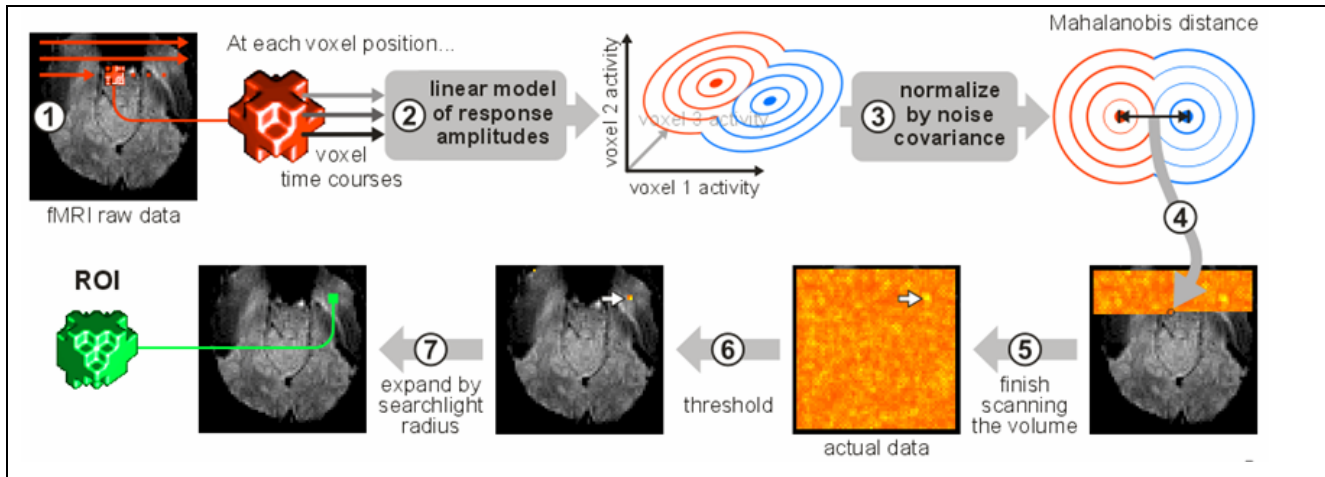 Mahalanobis distance
At each voxel position...
1
2
linear model
of response
amplitudes
voxel
time courses
fMRI raw data
voxel 2 activity
voxel 3 activity
voxel 1 activity
3
normalize
by noise
covariance
4
ROI
7
expand by
searchlight
radius
6
threshold
actual data
5
finish
scanning
the volume